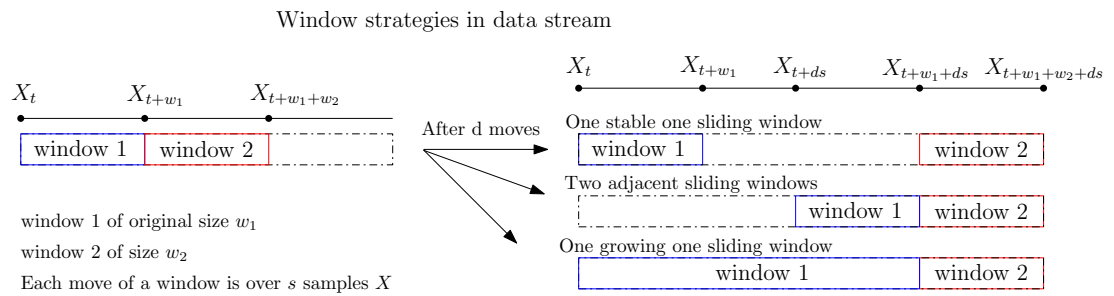 Window strategies in data stream
X_t X_{t+w_1} X_{t+w_1+w_2}
window 1 window 2
window 1 of original size w_1
window 2 of size w_2
Each move of a window is over s samples X
After d moves
X_t X_{t+w_1} X_{t+ds} X_{t+w_1+ds} X_{t+w_1+w_2+ds}
One stable one sliding window
window 1 window 2
Two adjacent sliding windows
window 1 window 2
One growing one sliding window
window 1 window 2